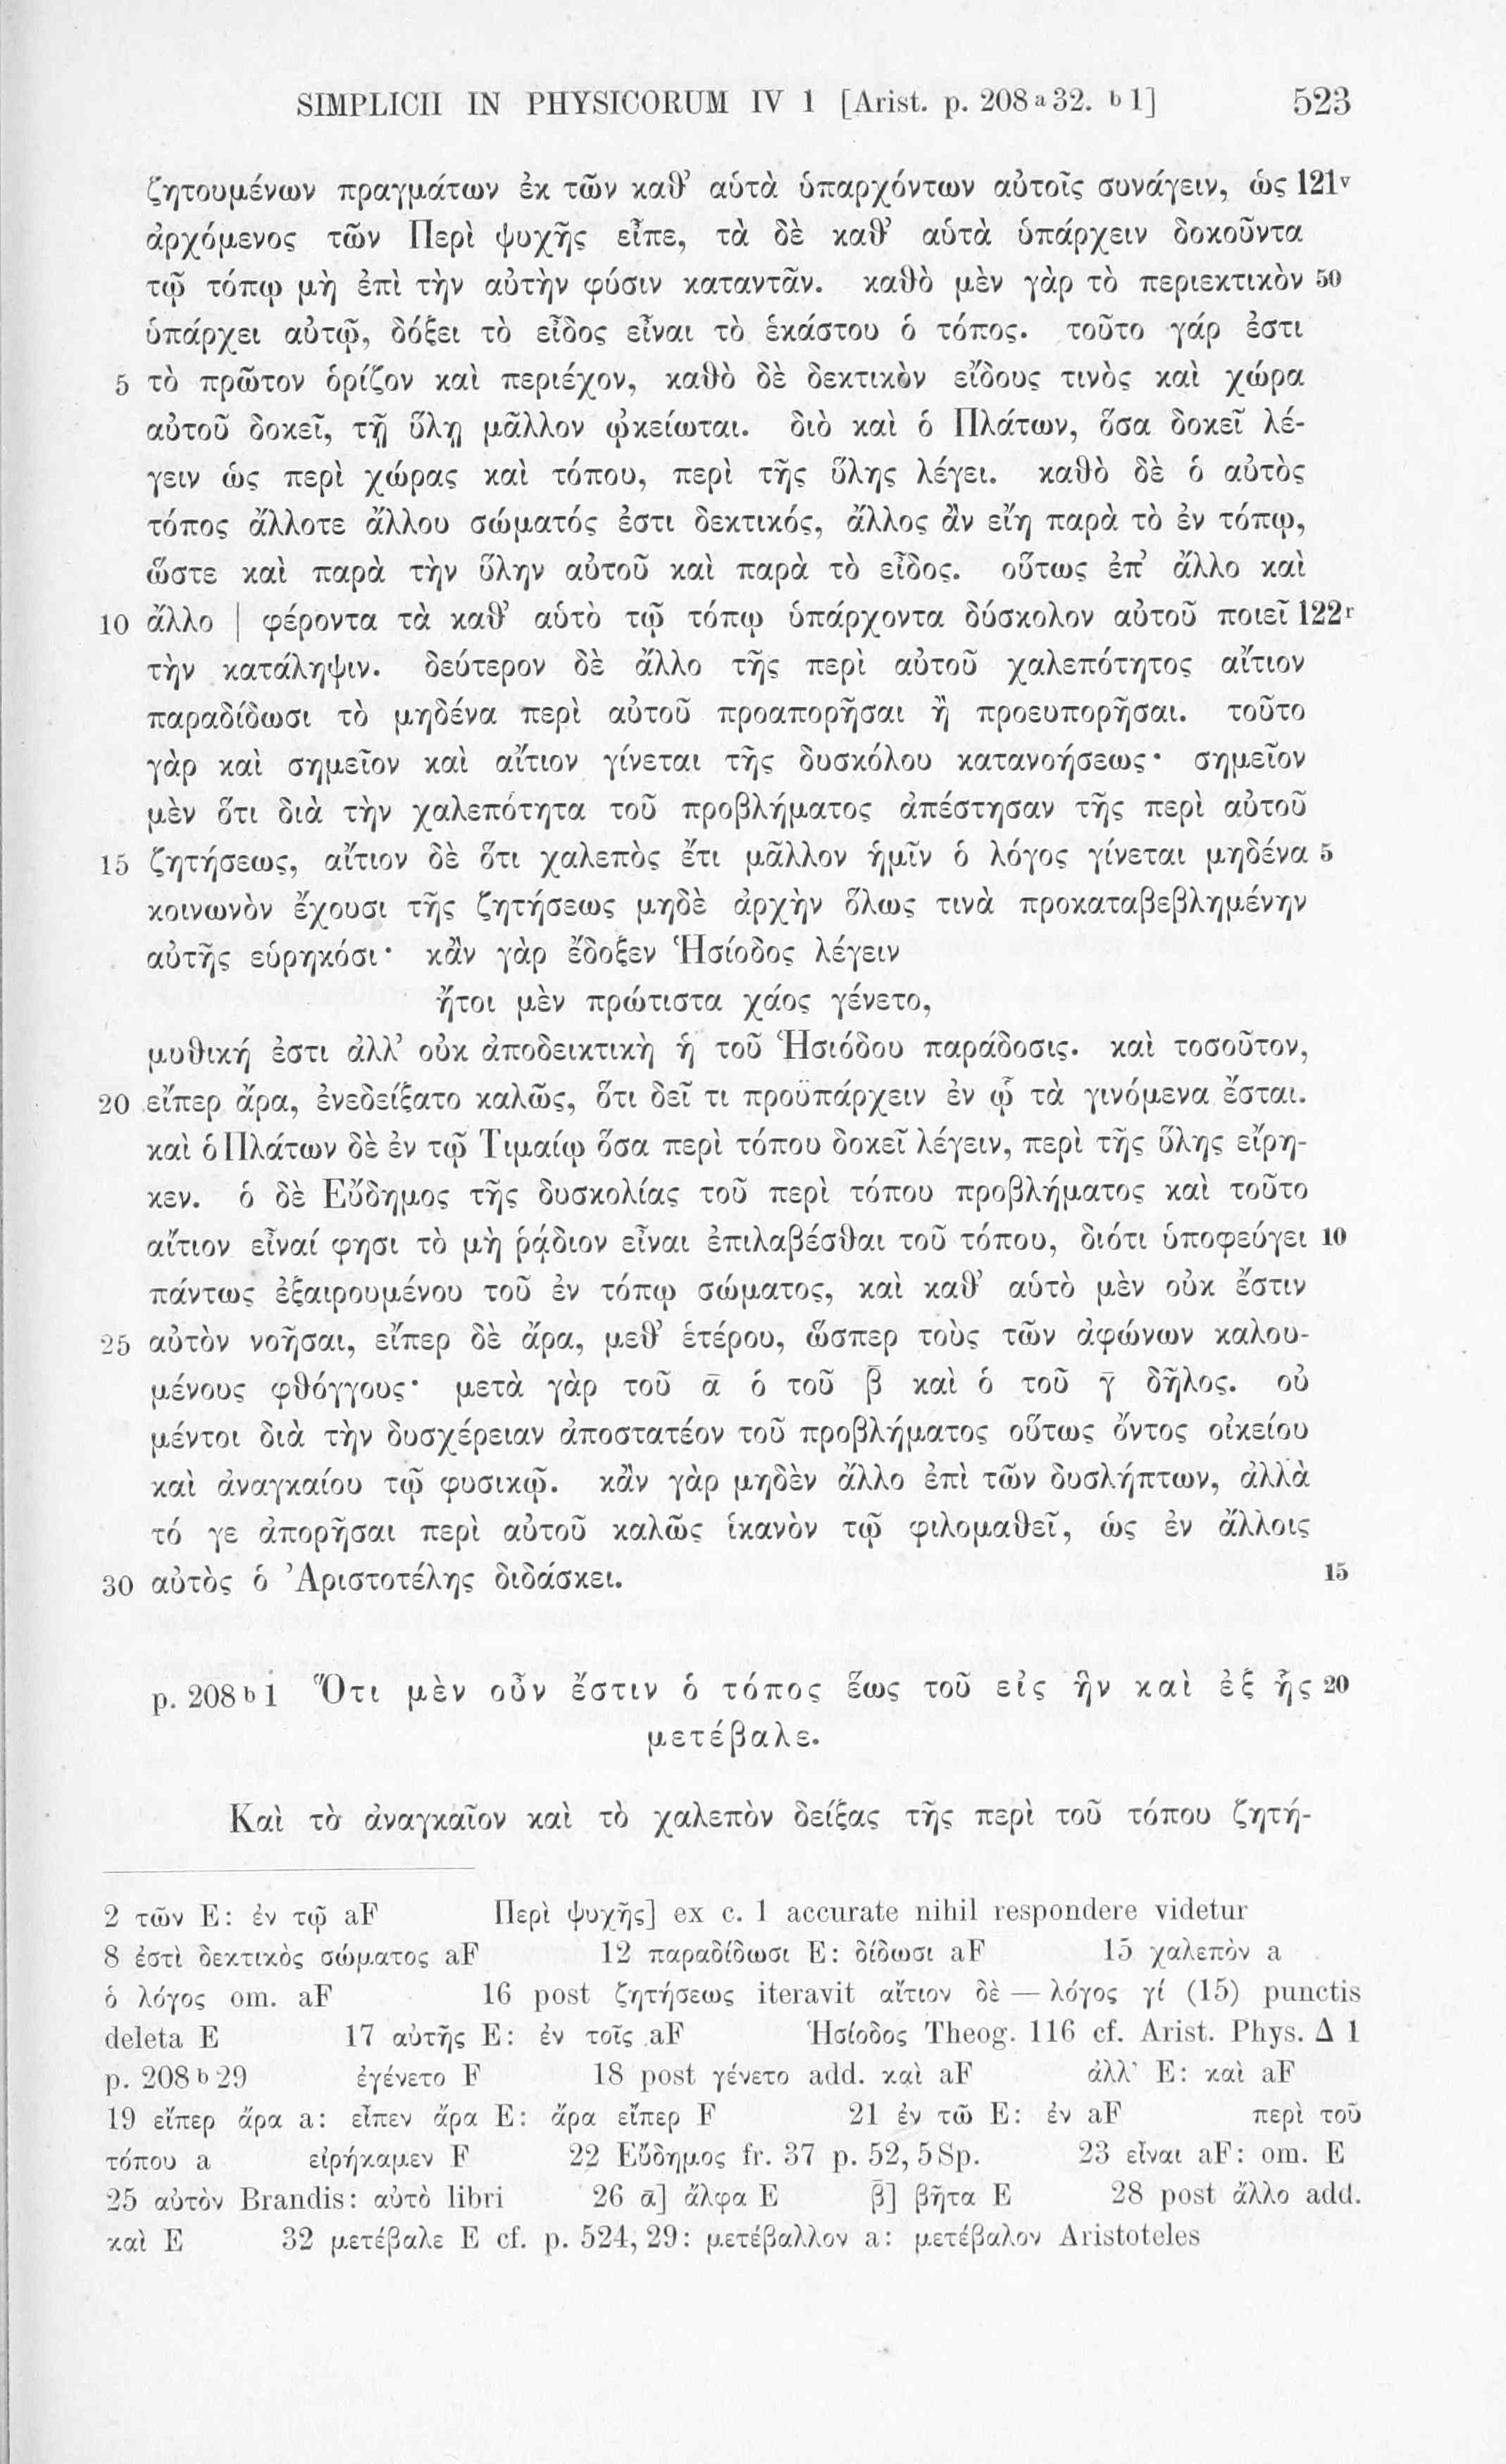 SIMPLICII IN PHYSICORUM IV 1 [Arist. p. 208 a 32. b 1] 523
ζητουμένων πραγμάτων ἐκ τῶν καθ’ αὑτὰ ὑπαρχόντων αὐτοῖς συνάγειν, ὡς 121v
ἀρχόμενος τῶν Περὶ ψυχῆς εἶπε, τὰ δὲ καθ’ αὑτὰ ὑπάρχειν δοκοῦντα
τῷ τόπῳ μὴ ἐπὶ τὴν αὐτὴν φύσιν καταντᾶν. καθὸ μὲν γὰρ τὸ περιεκτικὸν 50
ὑπάρχει αὐτῷ, δόξει τὸ εἶδος εἶναι τὸ ἑκάστου ὁ τόπος. τοῦτο γάρ ἐστι
5 τὸ πρῶτον ὁρίζον καὶ περιέχον, καθὸ δὲ δεκτικὸν εἴδους τινὸς καὶ χώρα
αὐτοῦ δοκεῖ, τῇ ὕλῃ μᾶλλον ᾠκείωται. διὸ καὶ ὁ Πλάτων, ὅσα δοκεῖ λέ-
γειν ὡς περὶ χώρας καὶ τόπου, περὶ τῆς ὕλης λέγει. καθὸ δὲ ὁ αὐτὸς
τόπος ἄλλοτε ἄλλου σώματός ἐστι δεκτικός, ἄλλος ἂν εἴη παρὰ τὸ ἐν τόπῳ,
ὥστε καὶ παρὰ τὴν ὕλην αὐτοῦ καὶ παρὰ τὸ εἶδος. οὕτως ἐπ’ ἄλλο καὶ
10 ἄλλο | φέροντα τὰ καθ’ αὑτὸ τῷ τόπῳ ὑπάρχοντα δύσκολον αὐτοῦ ποιεῖ 122r
τὴν κατάληψιν. δεύτερον δὲ ἄλλο τῆς περὶ αὐτοῦ χαλεπότητος αἴτιον
παραδίδωσι τὸ μηδένα περὶ αὐτοῦ προαπορῆσαι ἢ προευπορῆσαι. τοῦτο
γὰρ καὶ σημεῖον καὶ αἴτιον γίνεται τῆς δυσκόλου κατανοήσεως· σημεῖον
μὲν ὅτι διὰ τὴν χαλεπότητα τοῦ προβλήματος ἀπέστησαν τῆς περὶ αὐτοῦ
15 ζητήσεως, αἴτιον δὲ ὅτι χαλεπὸς ἔτι μᾶλλον ἡμῖν ὁ λόγος γίνεται μηδένα 5
κοινωνὸν ἔχουσι τῆς ζητήσεως μηδὲ ἀρχὴν ὅλως τινὰ προκαταβεβλημένην
αὐτῆς εὑρηκόσι· κἂν γὰρ ἔδοξεν Ἡσίοδος λέγειν
ἤτοι μὲν πρώτιστα χάος γένετο,
μυθική ἐστι ἀλλ’ οὐκ ἀποδεικτικὴ ἡ τοῦ Ἡσιόδου παράδοσις. καὶ τοσοῦτον,
20 εἴπερ ἄρα, ἐνεδείξατο καλῶς, ὅτι δεῖ τι προϋπάρχειν ἐν ᾧ τὰ γινόμενα ἔσται.
καὶ ὁ Πλάτων δὲ ἐν τῷ Τιμαίῳ ὅσα περὶ τόπου δοκεῖ λέγειν, περὶ τῆς ὕλης εἴρη-
κεν. ὁ δὲ Εὔδημος τῆς δυσκολίας τοῦ περὶ τόπου προβλήματος καὶ τοῦτο
αἴτιον εἶναί φησι τὸ μὴ ῥᾴδιον εἶναι ἐπιλαβέσθαι τοῦ τόπου, διότι ὑποφεύγει 10
πάντως ἐξαιρουμένου τοῦ ἐν τόπῳ σώματος, καὶ καθ’ αὑτὸ μὲν οὐκ ἔστιν
25 αὐτὸν νοῆσαι, εἴπερ δὲ ἄρα, μεθ’ ἑτέρου, ὥσπερ τοὺς τῶν ἀφώνων καλου-
μένους φθόγγους· μετὰ γὰρ τοῦ ᾱ ὁ τοῦ β̄ καὶ ὁ τοῦ γ̄ δῆλος. οὐ
μέντοι διὰ τὴν δυσχέρειαν ἀποστατέον τοῦ προβλήματος οὕτως ὄντος οἰκείου
καὶ ἀναγκαίου τῷ φυσικῷ. κἂν γὰρ μηδὲν ἄλλο ἐπὶ τῶν δυσλήπτων, ἀλλὰ
τό γε ἀπορῆσαι περὶ αὐτοῦ καλῶς ἱκανὸν τῷ φιλομαθεῖ, ὡς ἐν ἄλλοις
30 αὐτὸς ὁ Ἀριστοτέλης διδάσκει. 15
p. 208 b 1 Ὅτι μὲν οὖν ἔστιν ὁ τόπος ἕως τοῦ εἰς ἣν καὶ ἐξ ἧς 20
μετέβαλε.
Καὶ τὸ ἀναγκαῖον καὶ τὸ χαλεπὸν δείξας τῆς περὶ τοῦ τόπου ζητή-
2 τῶν E: ἐν τῷ aF Περὶ ψυχῆς] ex c. 1 accurate nihil respondere videtur
8 ἐστὶ δεκτικὸς σώματος aF 12 παραδίδωσι E: δίδωσι aF 15 χαλεπὸν a
ὁ λόγος om. aF 16 post ζητήσεως iteravit αἴτιον δὲ — λόγος γί (15) punctis
deleta E 17 αὐτῆς E: ἐν τοῖς aF Ἡσίοδος Theog. 116 cf. Arist. Phys. Δ 1
p. 208 b 29 ἐγένετο F 18 post γένετο add. καὶ aF ἀλλ’ E: καὶ aF
19 εἴπερ ἄρα a: εἶπεν ἄρα E: ἄρα εἴπερ F 21 ἐν τῶ E: ἐν aF περὶ τοῦ
τόπου a εἰρήκαμεν F 22 Εὔδημος fr. 37 p. 52, 5 Sp. 23 εἶναι aF: om. E
25 αὐτὸν Brandis: αὐτὸ libri 26 ᾱ] ἄλφα E β̄] βῆτα E 28 post ἄλλο add.
καὶ E 32 μετέβαλε E cf. p. 524, 29: μετέβαλλον a: μετέβαλον Aristoteles